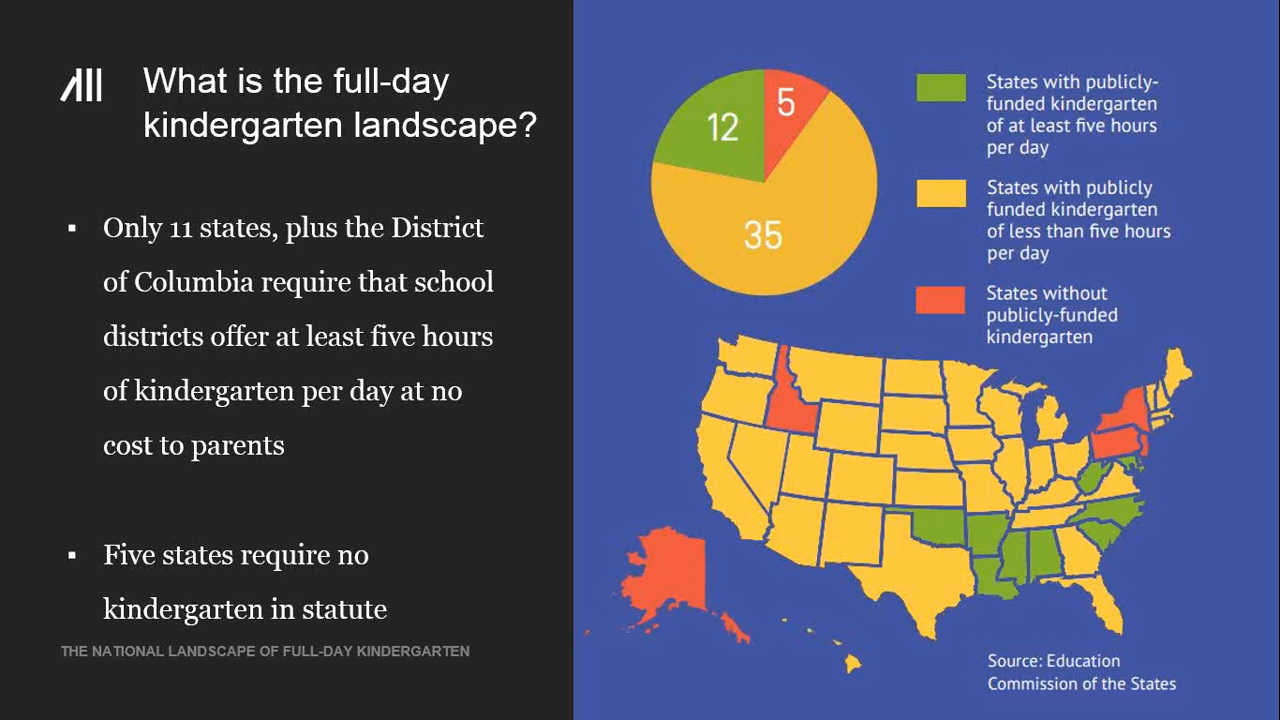 What is the full-day
kindergarten landscape?
▪ Only 11 states, plus the District
of Columbia require that school
districts offer at least five hours
of kindergarten per day at no
cost to parents
▪ Five states require no
kindergarten in statute
THE NATIONAL LANDSCAPE OF FULL-DAY KINDERGARTEN
12
5
35
States with publicly-
funded kindergarten
of at least five hours
per day
States with publicly
funded kindergarten
of less than five hours
per day
States without
publicly-funded
kindergarten
Source: Education
Commission of the States